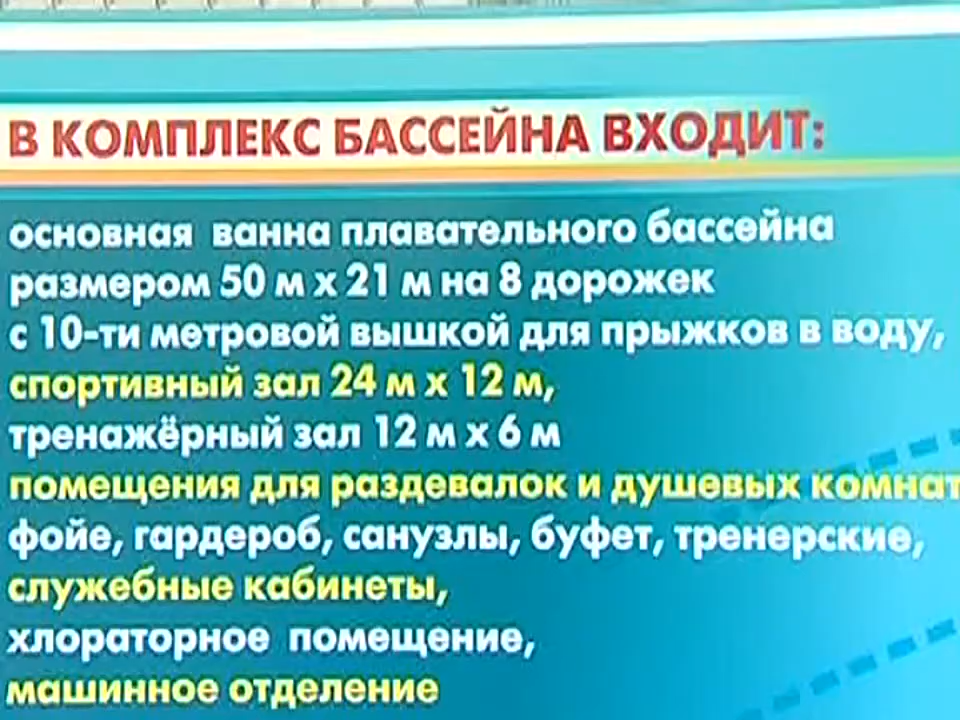 В КОМПЛЕКС БАССЕЙНА ВХОДИТ:
основная ванна плавательного бассейна
размером 50 м х 21 м на 8 дорожек
с 10-ти метровой вышкой для прыжков в воду,
спортивный зал 24 м х 12 м,
тренажёрный зал 12 м х 6 м
помещения для раздевалок и душевых комнат
фойе, гардероб, санузлы, буфет, тренерские,
служебные кабинеты,
хлораторное помещение,
машинное отделение